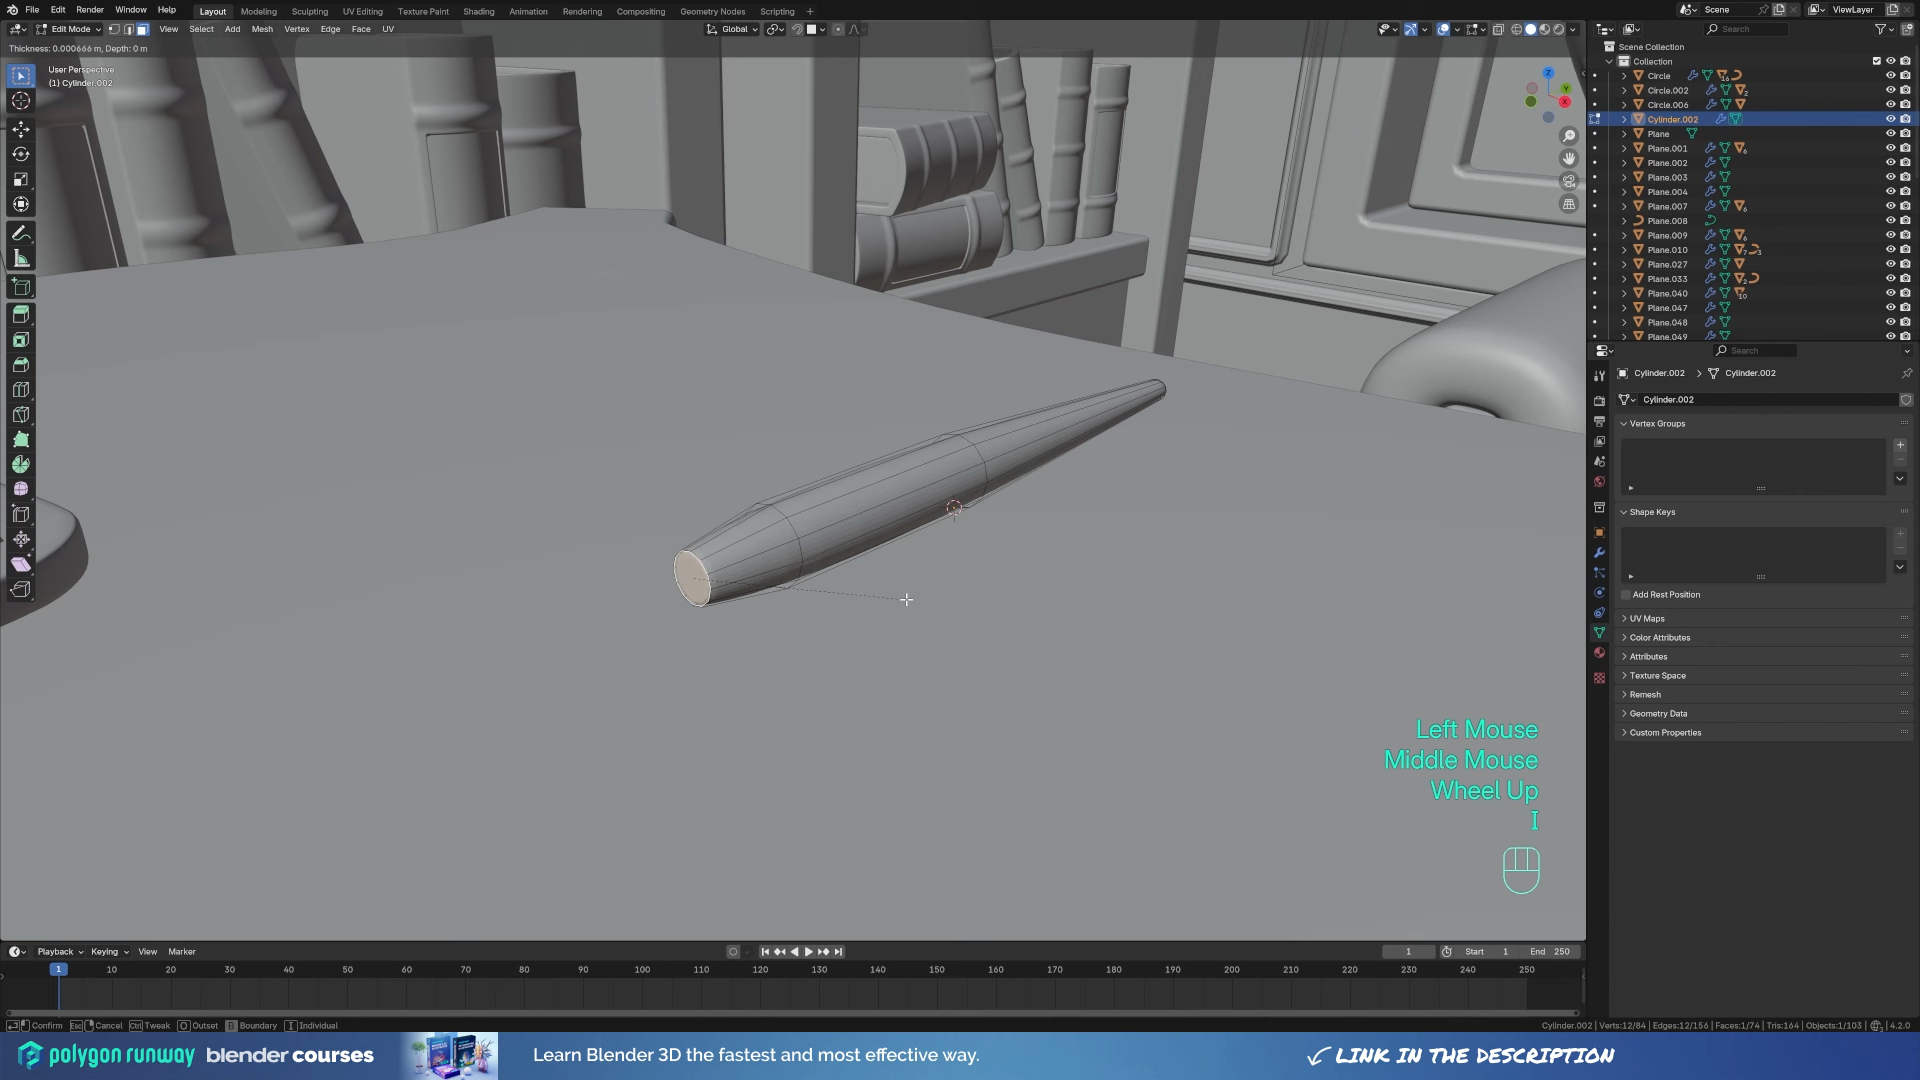 File Edit Render Window Help
Layout Modeling Sculpting UV Editing Texture Paint Shading Animation Rendering Compositing Geometry Nodes Scripting +
Scene
ViewLayer
Edit Mode View Select Add Mesh Vertex Edge Face UV
Global
Search
Thickness: 0.000666 m, Depth: 0 m
User Perspective
(1) Cylinder.002
Z
Y
X
Scene Collection
Collection
Circle 16
Circle.002 2
Circle.006
Cylinder.002
Plane
Plane.001 6
Plane.002
Plane.003
Plane.004
Plane.007 6
Plane.008
Plane.009
Plane.010
Plane.027
Plane.033
Plane.040 10
Plane.047
Plane.048
Plane.049
Search
Cylinder.002 > Cylinder.002
Cylinder.002
Vertex Groups
Shape Keys
Add Rest Position
UV Maps
Color Attributes
Attributes
Texture Space
Remesh
Geometry Data
Custom Properties
Left Mouse
Middle Mouse
Wheel Up
I
Playback Keying View Marker
1 Start 1 End 250
1 10 20 30 40 50 60 70 80 90 100 110 120 130 140 150 160 170 180 190 200 210 220 230 240 250
Confirm Esc Cancel Ctrl Tweak O Outset B Boundary I Individual
Cylinder.002 | Verts:12/84 | Edges:12/156 | Faces:1/74 | Tris:164 | Objects:1/103 | 4.2.0
polygon runway blender courses
Learn Blender 3D the fastest and most effective way.
LINK IN THE DESCRIPTION